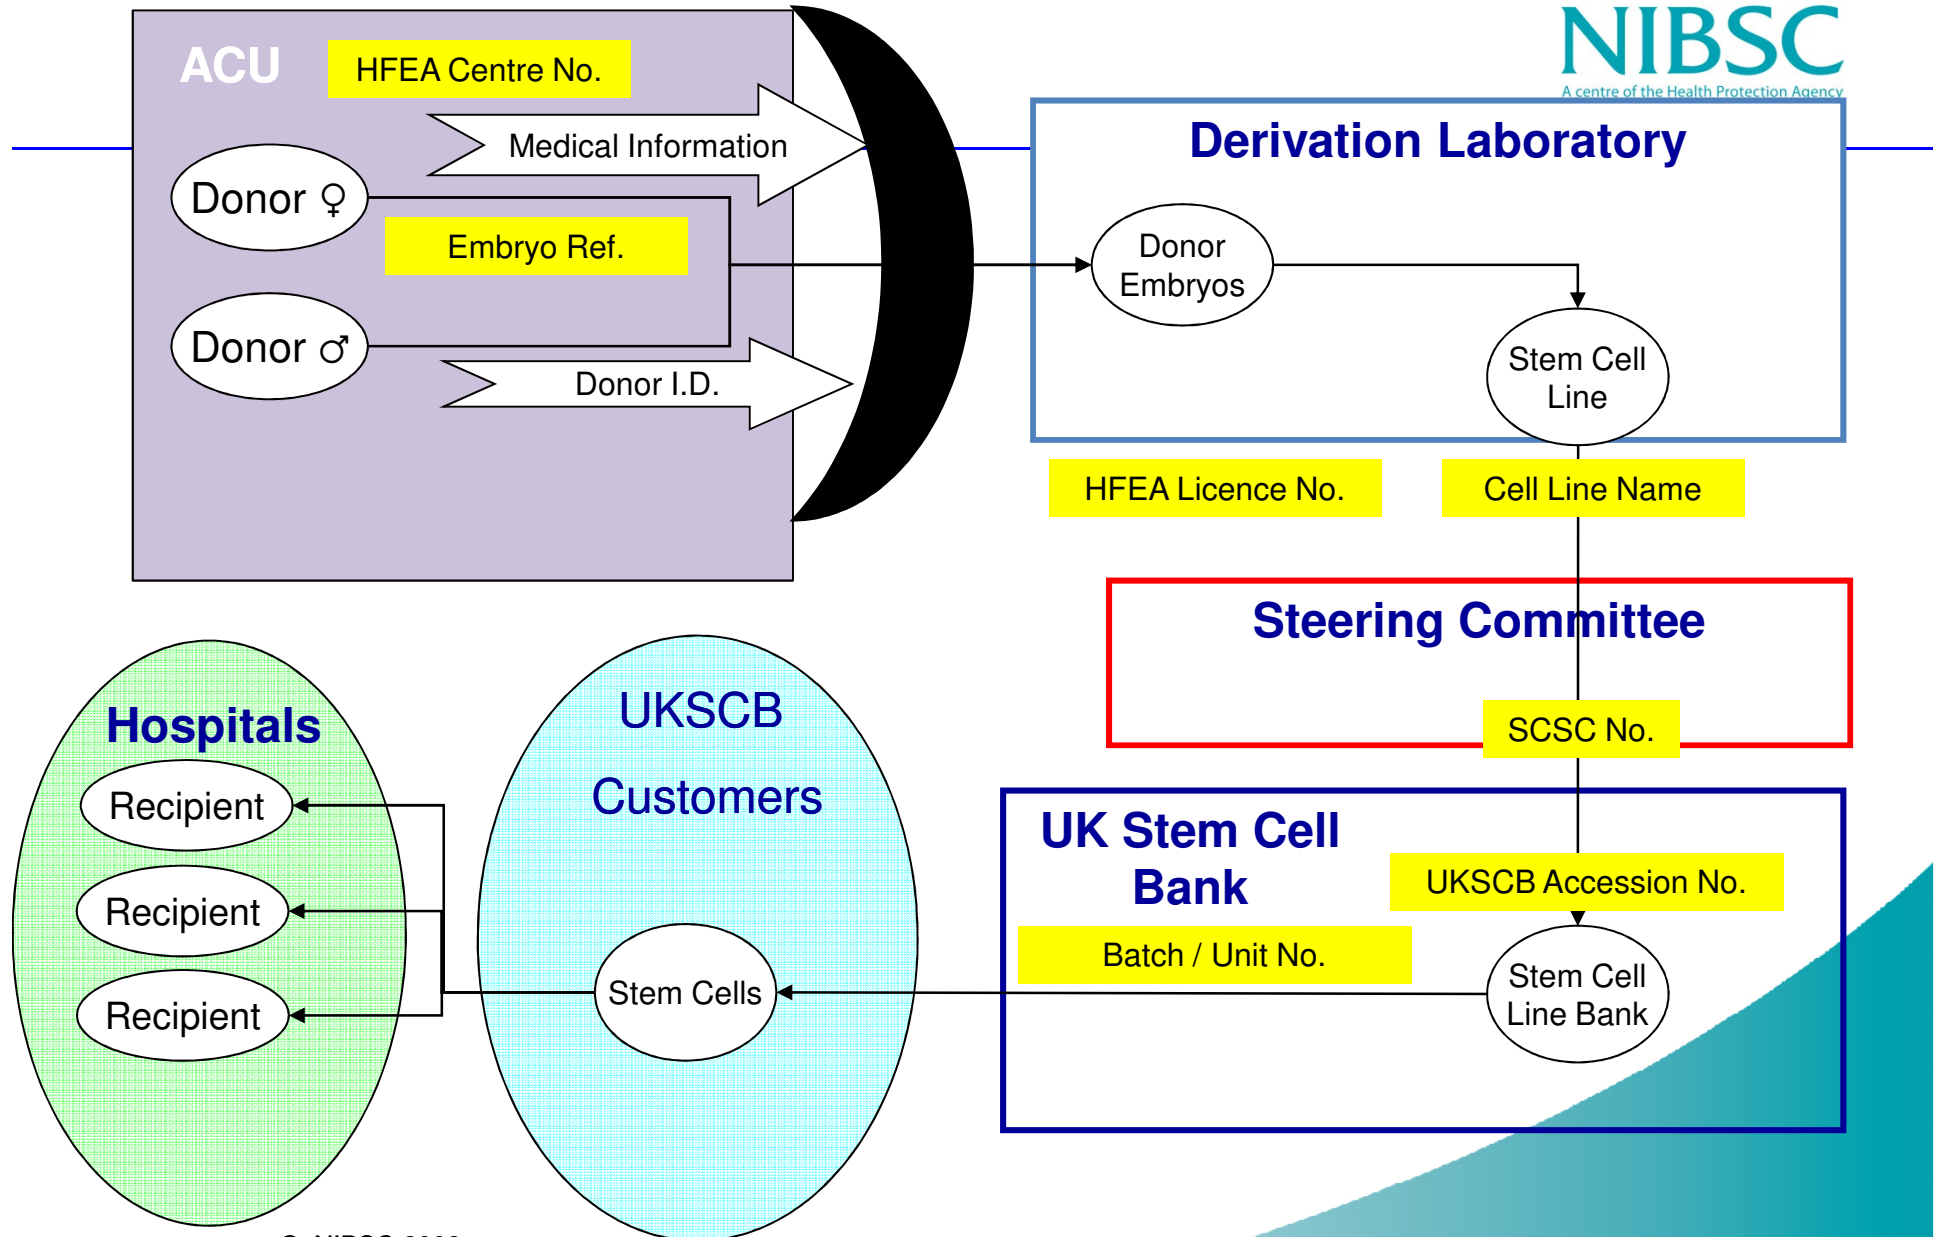 NIBSC
A centre of the Health Protection Agency
ACU
HFEA Centre No.
Medical Information
Donor ♀
Embryo Ref.
Donor ♂
Donor I.D.
Derivation Laboratory
Donor
Embryos
Stem Cell
Line
HFEA Licence No.
Cell Line Name
Steering Committee
SCSC No.
UK Stem Cell
Bank
UKSCB Accession No.
Batch / Unit No.
Stem Cell
Line Bank
UKSCB
Customers
Stem Cells
Hospitals
Recipient
Recipient
Recipient